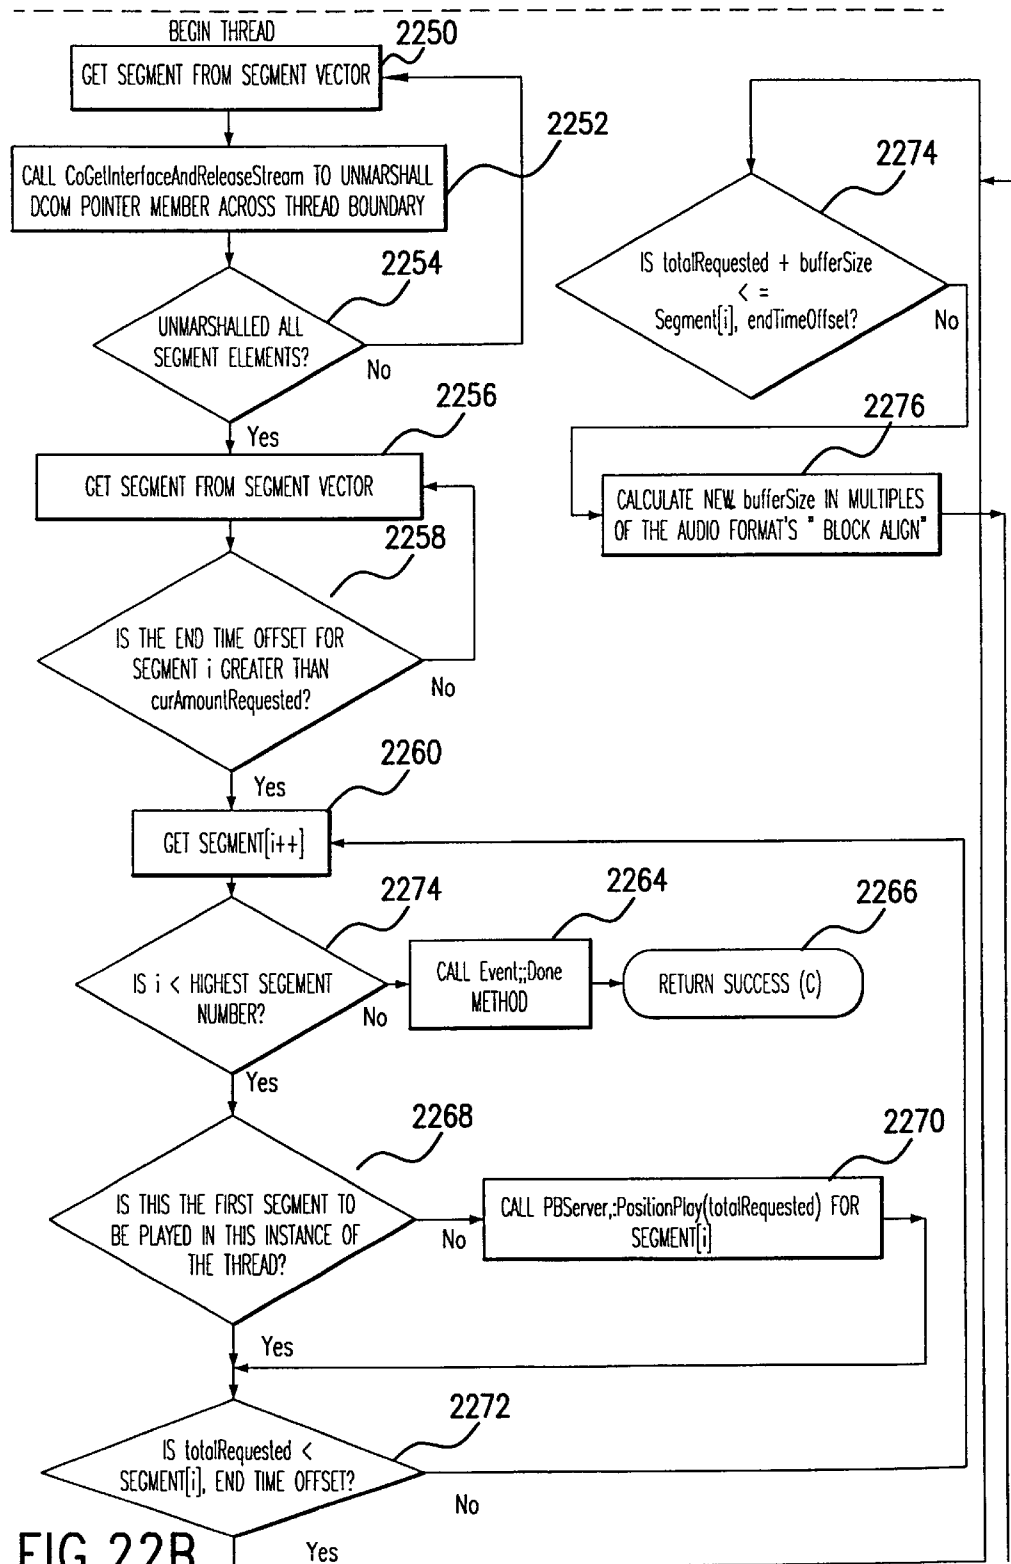 BEGIN THREAD
2250
GET SEGMENT FROM SEGMENT VECTOR
2252
CALL CoGetInterfaceAndReleaseStream TO UNMARSHALL
DCOM POINTER MEMBER ACROSS THREAD BOUNDARY
2254
UNMARSHALLED ALL
SEGMENT ELEMENTS?
No
Yes
2256
GET SEGMENT FROM SEGMENT VECTOR
2258
IS THE END TIME OFFSET FOR
SEGMENT i GREATER THAN
curAmountRequested?
No
Yes
2260
GET SEGMENT[i++]
2274
IS i < HIGHEST SEGEMENT
NUMBER?
No
Yes
2264
CALL Event;;Done
METHOD
2266
RETURN SUCCESS (C)
2268
IS THIS THE FIRST SEGMENT TO
BE PLAYED IN THIS INSTANCE OF
THE THREAD?
No
Yes
2270
CALL PBServer,:PositionPlay(totalRequested) FOR
SEGMENT[i]
2272
IS totalRequested <
SEGMENT[i], END TIME OFFSET?
No
Yes
2274
IS totalRequested + bufferSize
< =
Segment[i], endTimeOffset?
No
2276
CALCULATE NEW bufferSize IN MULTIPLES
OF THE AUDIO FORMAT'S " BLOCK ALIGN"
FIG. 22B